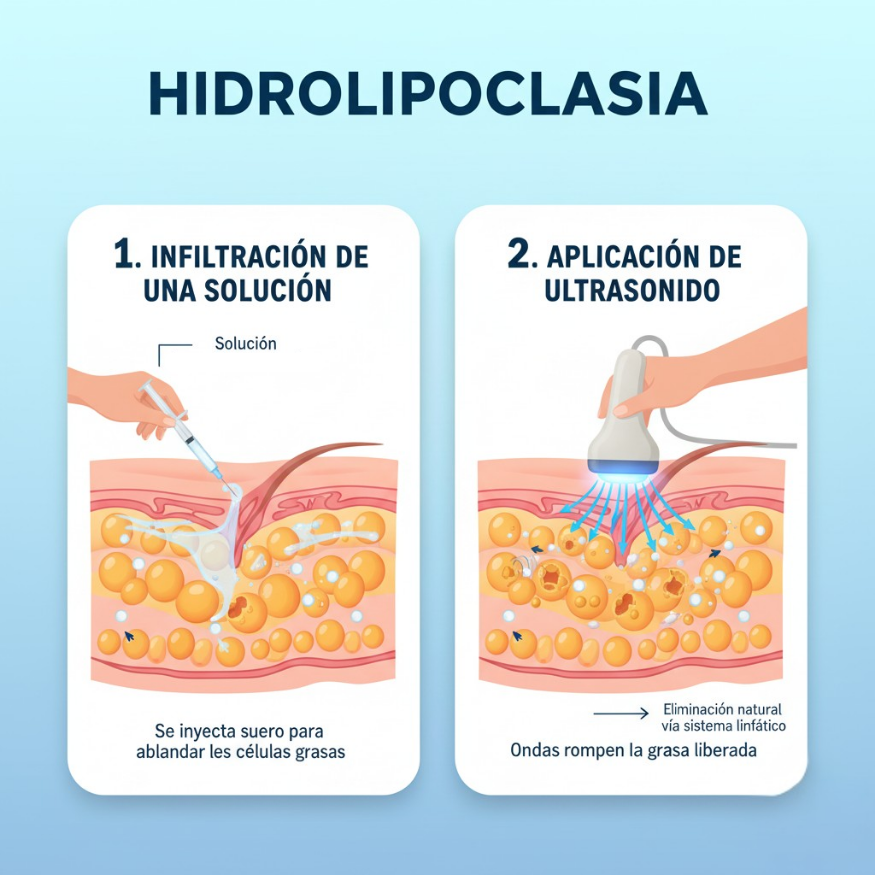 HIDROLIPOCLASIA
1. INFILTRACIÓN DE
UNA SOLUCIÓN
Solución
Se inyecta suero para
ablandar les células grasas
2. APLICACIÓN DE
ULTRASONIDO
Eliminación natural
vía sistema linfático
Ondas rompen la grasa liberada